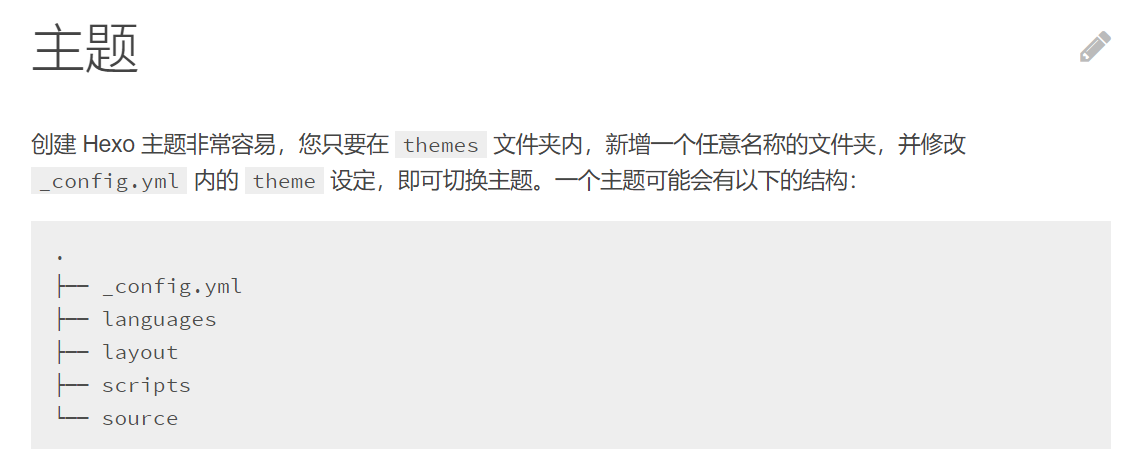 主题
创建 Hexo 主题非常容易，您只要在 themes 文件夹内，新增一个任意名称的文件夹，并修改
_config.yml 内的 theme 设定，即可切换主题。一个主题可能会有以下的结构：
.
├── _config.yml
├── languages
├── layout
├── scripts
└── source